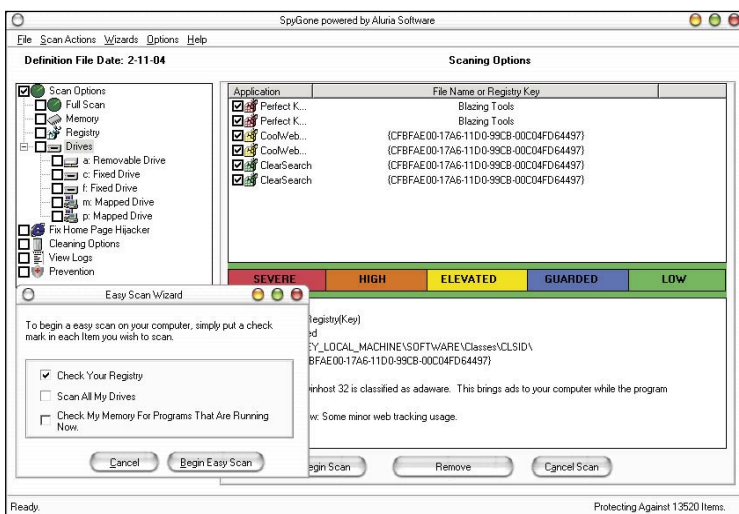 SpyGone powered by Aluria Software
File Scan Actions Wizards Options Help
Definition File Date: 2-11-04
Scaning Options
Scan Options
Full Scan
Memory
Registry
Drives
a: Removable Drive
c: Fixed Drive
f: Fixed Drive
m: Mapped Drive
p: Mapped Drive
Fix Home Page Hijacker
Cleaning Options
View Logs
Prevention
Application File Name or Registry Key
Perfect K... Blazing Tools
Perfect K... Blazing Tools
CoolWeb... {CFBFAE00-17A6-11D0-99CB-00C04FD64497}
CoolWeb... {CFBFAE00-17A6-11D0-99CB-00C04FD64497}
ClearSearch {CFBFAE00-17A6-11D0-99CB-00C04FD64497}
ClearSearch {CFBFAE00-17A6-11D0-99CB-00C04FD64497}
SEVERE HIGH ELEVATED GUARDED LOW
Registry(Key)
ed
EY_LOCAL_MACHINE\SOFTWARE\Classes\CLSID\
BFAE00-17A6-11D0-99CB-00C04FD64497}
inhost 32 is classified as adaware. This brings ads to your computer while the program
w: Some minor web tracking usage.
egin Scan Remove Cancel Scan
Easy Scan Wizard
To begin a easy scan on your computer, simply put a check
mark in each Item you wish to scan.
Check Your Registry
Scan All My Drives
Check My Memory For Programs That Are Running
Now.
Cancel Begin Easy Scan
Ready. Protecting Against 13520 Items.